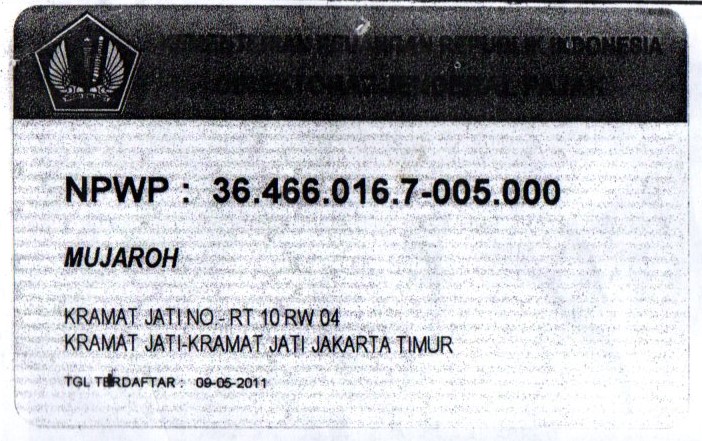 KEMENTERIAN KEUANGAN REPUBLIK INDONESIA
DIREKTORAT JENDERAL PAJAK
NPWP : 36.466.016.7-005.000
MUJAROH
KRAMAT JATI NO.- RT 10 RW 04
KRAMAT JATI-KRAMAT JATI JAKARTA TIMUR
TGL TERDAFTAR : 09-05-2011